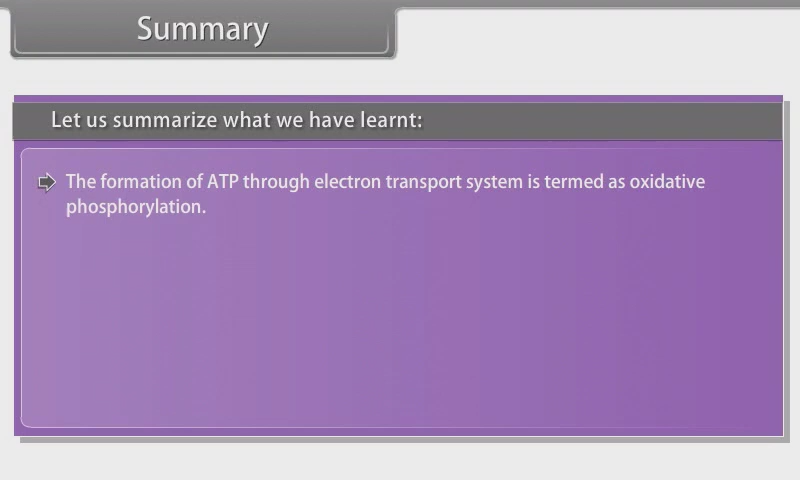 Summary
Let us summarize what we have learnt:
The formation of ATP through electron transport system is termed as oxidative
phosphorylation.